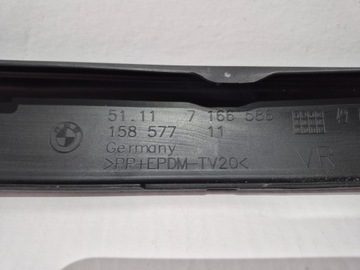 51.11 7 166 586
158 577 11
Germany
>PP+EPDM-TV20<
VR